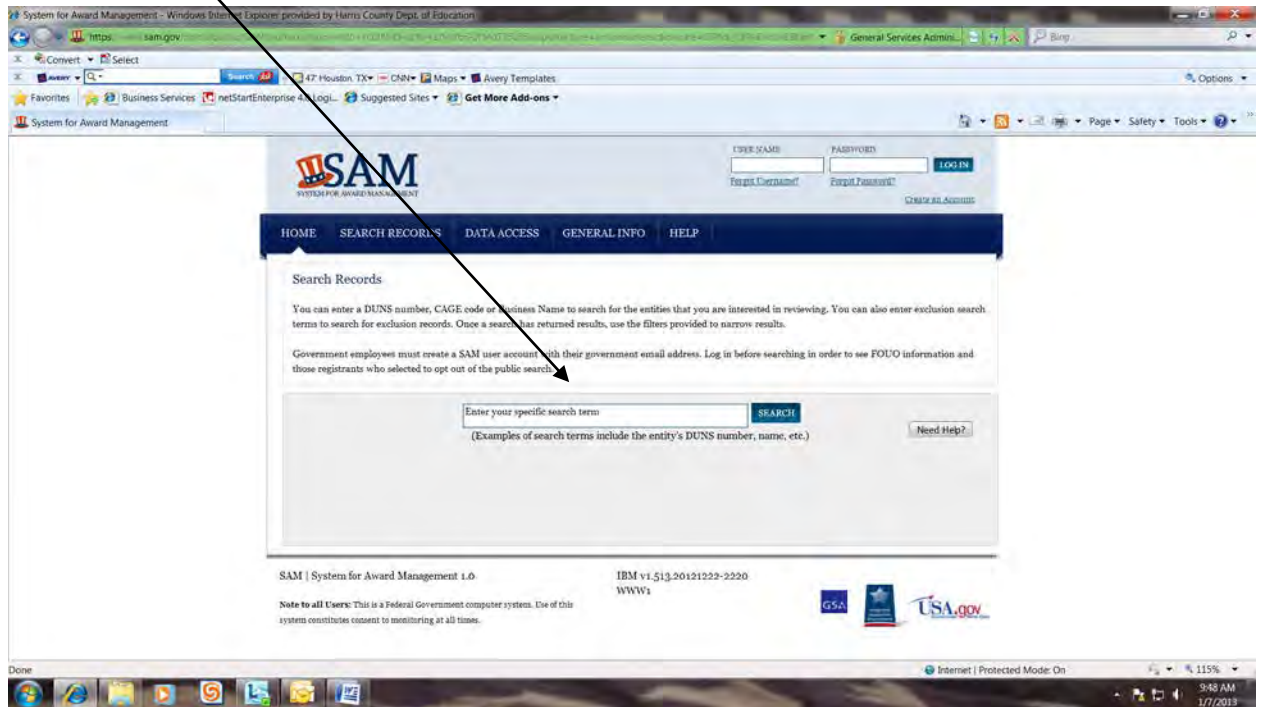 System for Award Management - Windows Internet Explorer provided by Harris County Dept. of Education
https sam.gov General Services Admini... Bing
x Convert Select
x AVERY Search 47° Houston, TX CNN Maps Avery Templates Options
Favorites Business Services netStartEnterprise 4.0 Logi... Suggested Sites Get More Add-ons
System for Award Management Page Safety Tools
USER NAME PASSWORD
SAM LOG IN
SYSTEM FOR AWARD MANAGEMENT Forgot Username? Forgot Password?
Create an Account
HOME SEARCH RECORDS DATA ACCESS GENERAL INFO HELP
Search Records
You can enter a DUNS number, CAGE code or Business Name to search for the entities that you are interested in reviewing. You can also enter exclusion search
terms to search for exclusion records. Once a search has returned results, use the filters provided to narrow results.
Government employees must create a SAM user account with their government email address. Log in before searching in order to see FOUO information and
those registrants who selected to opt out of the public search.
Enter your specific search term SEARCH
(Examples of search terms include the entity's DUNS number, name, etc.) Need Help?
SAM | System for Award Management 1.0 IBM v1.513.20121222-2220
WWW1
Note to all Users: This is a Federal Government computer system. Use of this
system constitutes consent to monitoring at all times.
GSA USA.gov
Done Internet | Protected Mode: On 115%
9:48 AM
1/7/2013